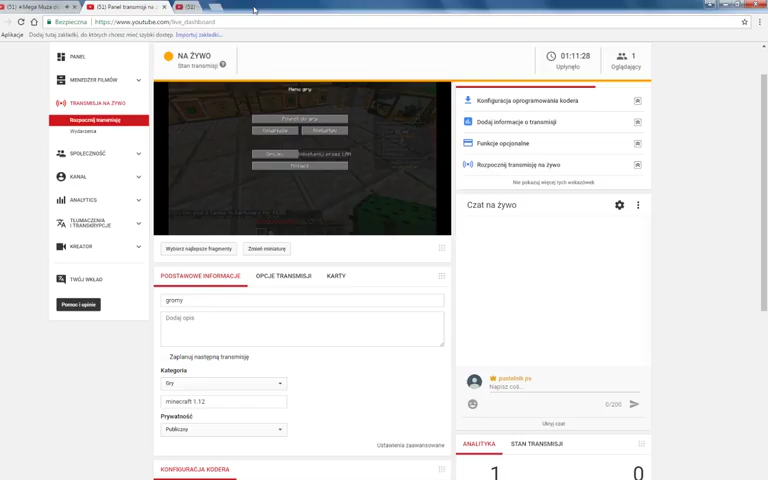 (51) ★Mega Muza d
(51) Panel transmisji na
(51)
Bezpieczna | https://www.youtube.com/live_dashboard
Aplikacje Dodaj tutaj zakładki, do których chcesz mieć szybki dostęp. Importuj zakładki...
PANEL
MENEDŻER FILMÓW
TRANSMISJA NA ŻYWO
Rozpocznij transmisję
Wydarzenia
SPOŁECZNOŚĆ
KANAŁ
ANALYTICS
TŁUMACZENIA
I TRANSKRYPCJE
KREATOR
TWÓJ WKŁAD
Pomoc i opinie
NA ŻYWO
Stan transmisji
01:11:28
Upłynęło
1
Oglądający
Menu gry
Powrót do gry
Osiągnięcia
Statystyki
Opcje...
Udostępnij przez LAN
Wybierz najlepsze fragmenty
Zmień miniaturę
PODSTAWOWE INFORMACJE
OPCJE TRANSMISJI
KARTY
gromy
Dodaj opis
Zaplanuj następną transmisję
Kategoria
Gry
minecraft 1.12
Prywatność
Publiczny
Ustawienia zaawansowane
KONFIGURACJA KODERA
Konfiguracja oprogramowania kodera
Dodaj informacje o transmisji
Funkcje opcjonalne
Rozpocznij transmisję na żywo
Nie pokazuj więcej tych wskazówek
Czat na żywo
pastelnik px
Napisz coś...
0/200
Ukryj czat
ANALITYKA
STAN TRANSMISJI
1
0